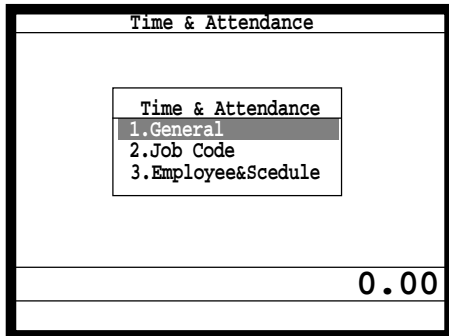 Time & Attendance
Time & Attendance
1.General
2.Job Code
3.Employee&Scedule
0.00